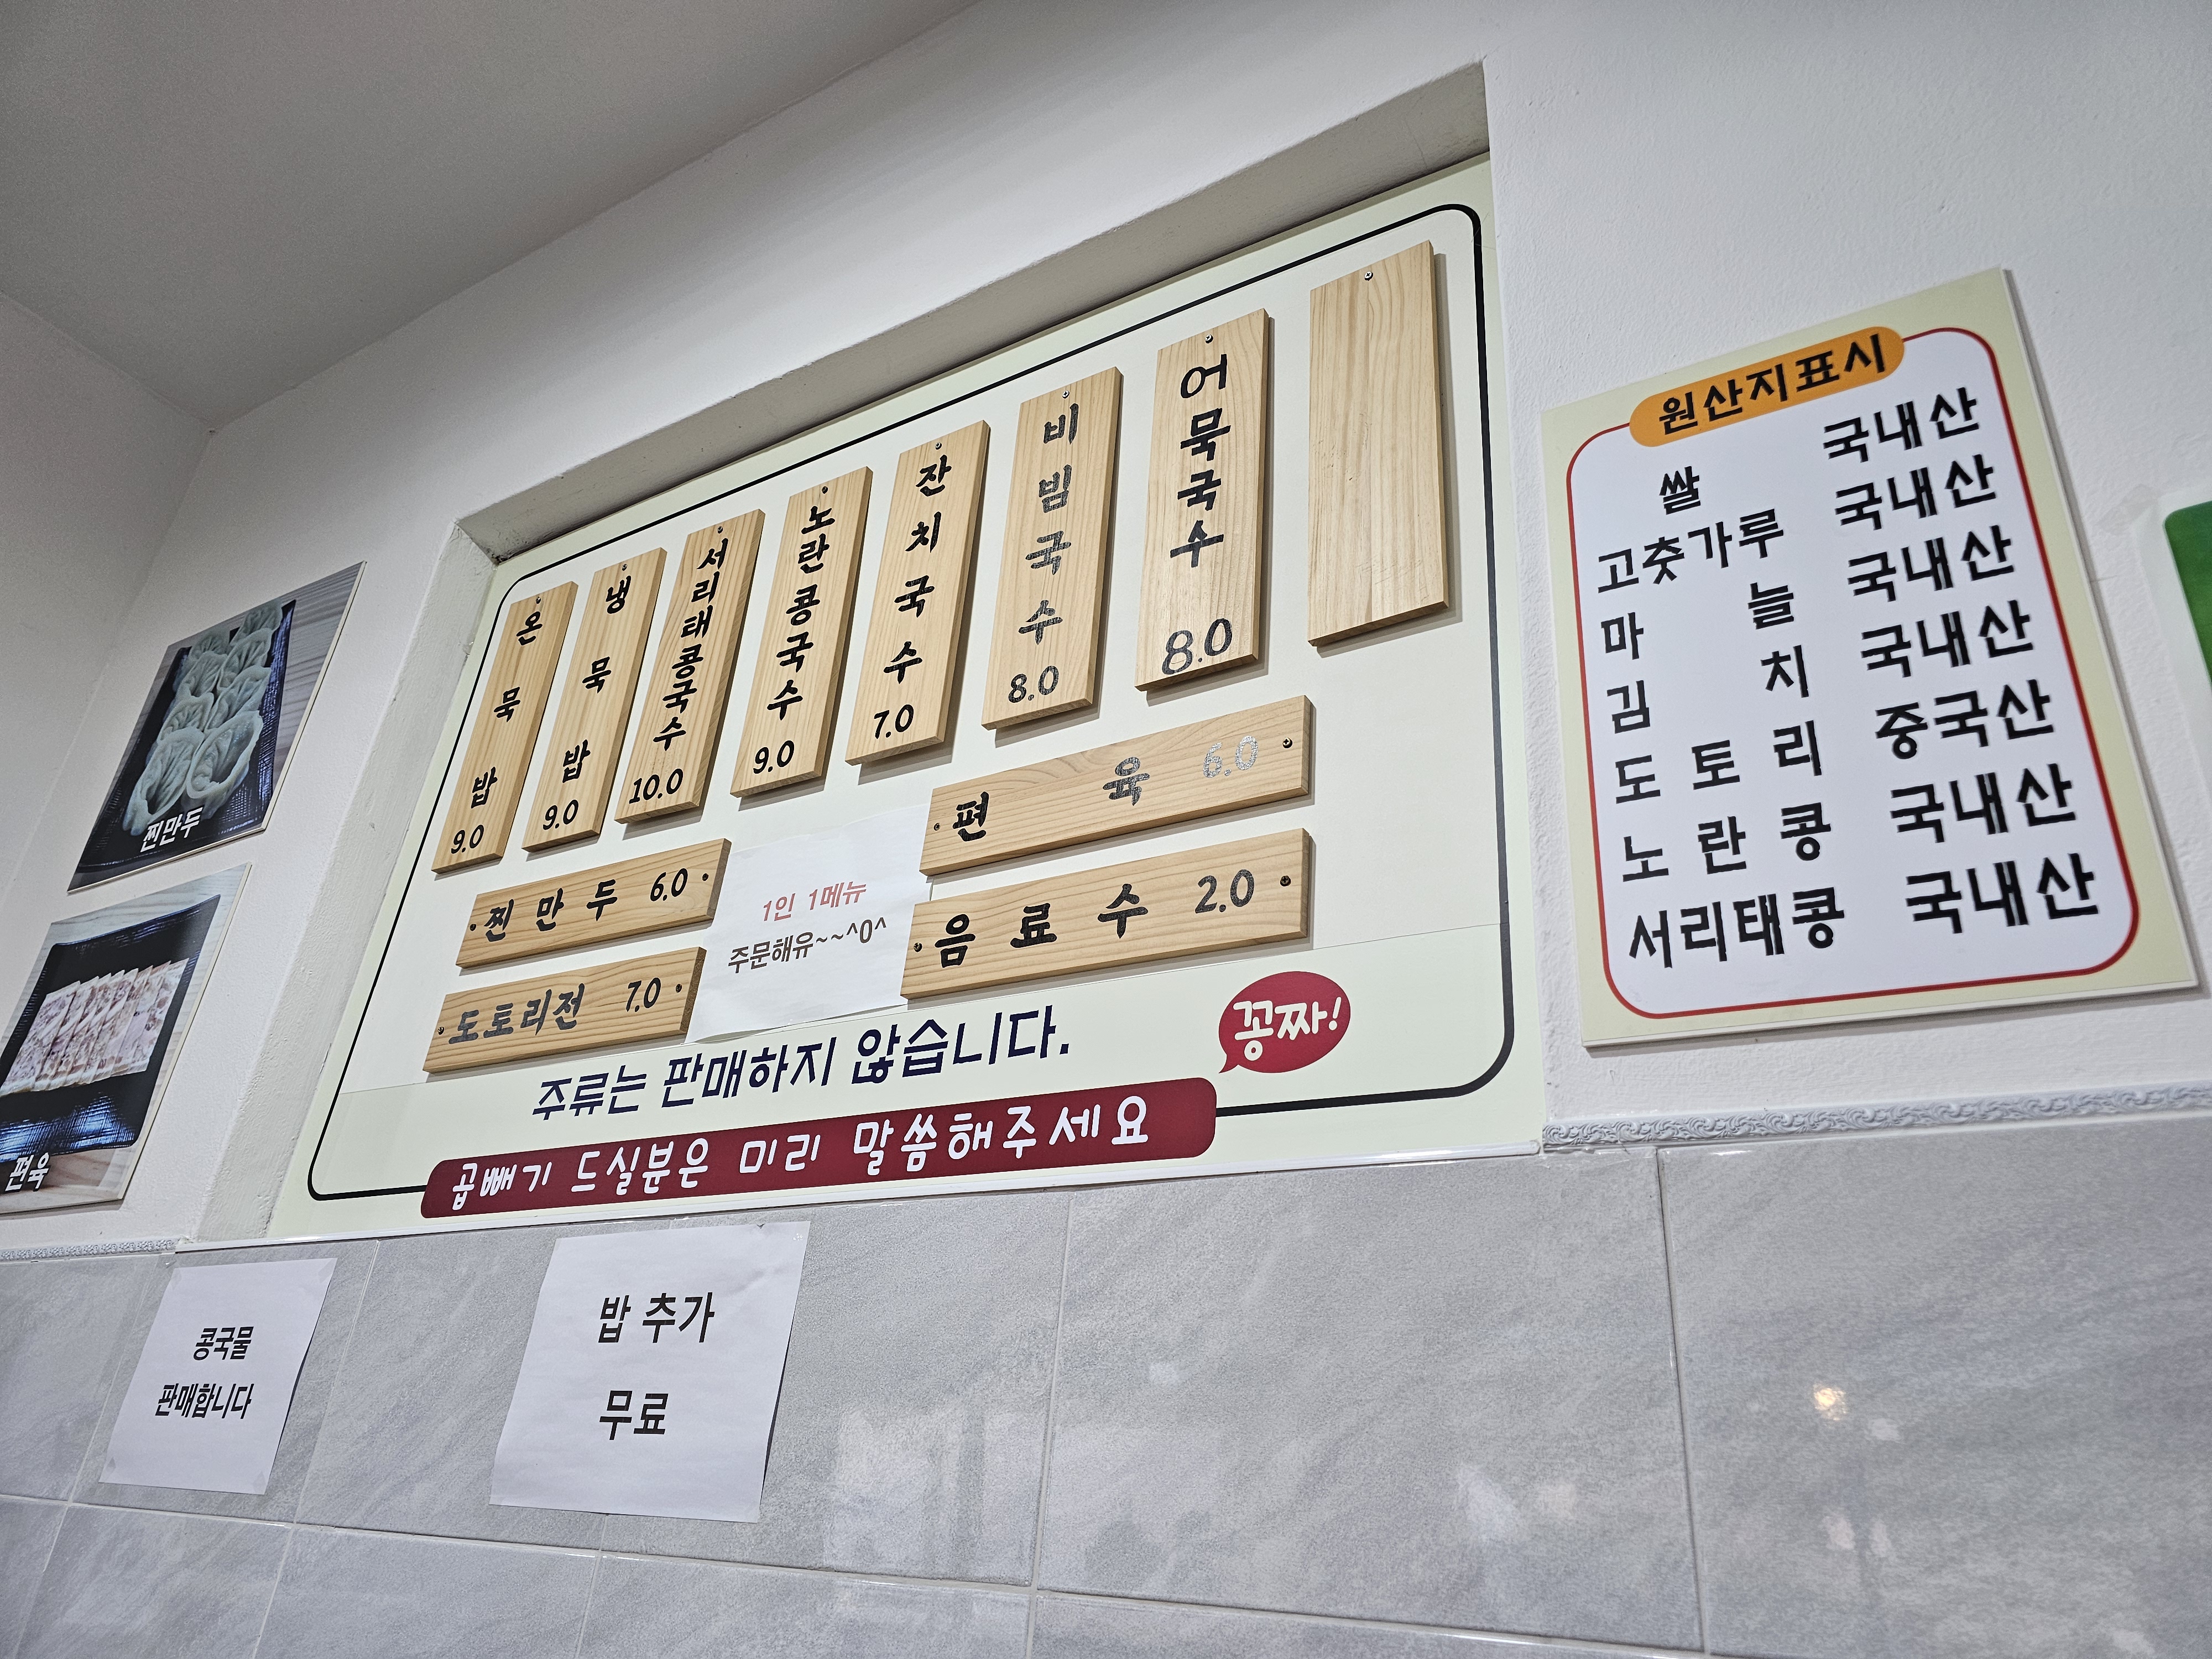 온묵밥 9.0
냉묵밥 9.0
서리태콩국수 10.0
노란콩국수 9.0
잔치국수 7.0
비빔국수 8.0
어묵국수 8.0
찐만두 6.0
도토리전 7.0
1인 1메뉴
주문해유~~^0^
편육 6.0
음료수 2.0
주류는 판매하지 않습니다.
꽁짜!
곱빼기 드실분은 미리 말씀해주세요
원산지표시
쌀 국내산
고춧가루 국내산
마늘 국내산
김치 국내산
도토리 중국산
노란콩 국내산
서리태콩 국내산
찐만두
편육
콩국물
판매합니다
밥 추가
무료